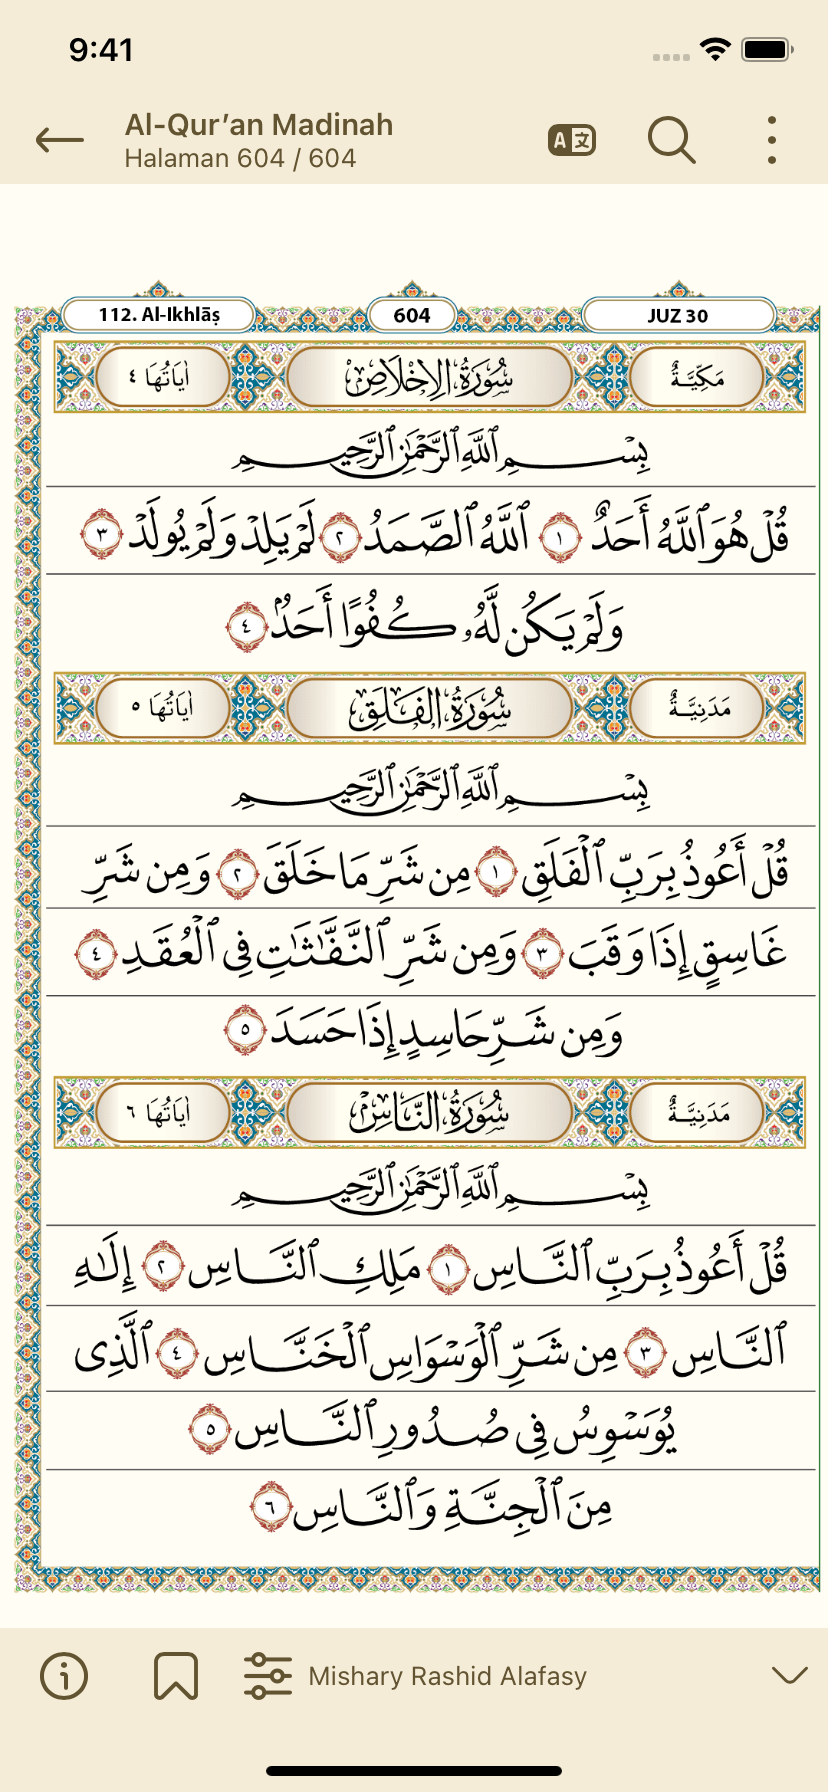 9:41
Al-Qur’an Madinah
Halaman 604 / 604
112. Al-Ikhlāṣ
604
JUZ 30
مَكِّيَّةٌ سُورَةُ الإِخْلَاصِ اٰيَاتُهَا ٤
بِسْمِ ٱللَّهِ ٱلرَّحْمَٰنِ ٱلرَّحِيمِ
قُلْ هُوَ ٱللَّهُ أَحَدٌ ١ ٱللَّهُ ٱلصَّمَدُ ٢ لَمْ يَلِدْ وَلَمْ يُولَدْ ٣
وَلَمْ يَكُن لَّهُۥ كُفُوًا أَحَدٌۢ ٤
مَدَنِيَّةٌ سُورَةُ الفَلَقِ اٰيَاتُهَا ٥
بِسْمِ ٱللَّهِ ٱلرَّحْمَٰنِ ٱلرَّحِيمِ
قُلْ أَعُوذُ بِرَبِّ ٱلْفَلَقِ ١ مِن شَرِّ مَا خَلَقَ ٢ وَمِن شَرِّ
غَاسِقٍ إِذَا وَقَبَ ٣ وَمِن شَرِّ ٱلنَّفَّٰثَٰتِ فِى ٱلْعُقَدِ ٤
وَمِن شَرِّ حَاسِدٍ إِذَا حَسَدَ ٥
مَدَنِيَّةٌ سُورَةُ النَّاسِ اٰيَاتُهَا ٦
بِسْمِ ٱللَّهِ ٱلرَّحْمَٰنِ ٱلرَّحِيمِ
قُلْ أَعُوذُ بِرَبِّ ٱلنَّاسِ ١ مَلِكِ ٱلنَّاسِ ٢ إِلَٰهِ
ٱلنَّاسِ ٣ مِن شَرِّ ٱلْوَسْوَاسِ ٱلْخَنَّاسِ ٤ ٱلَّذِى
يُوَسْوِسُ فِى صُدُورِ ٱلنَّاسِ ٥
مِنَ ٱلْجِنَّةِ وَٱلنَّاسِ ٦
Mishary Rashid Alafasy